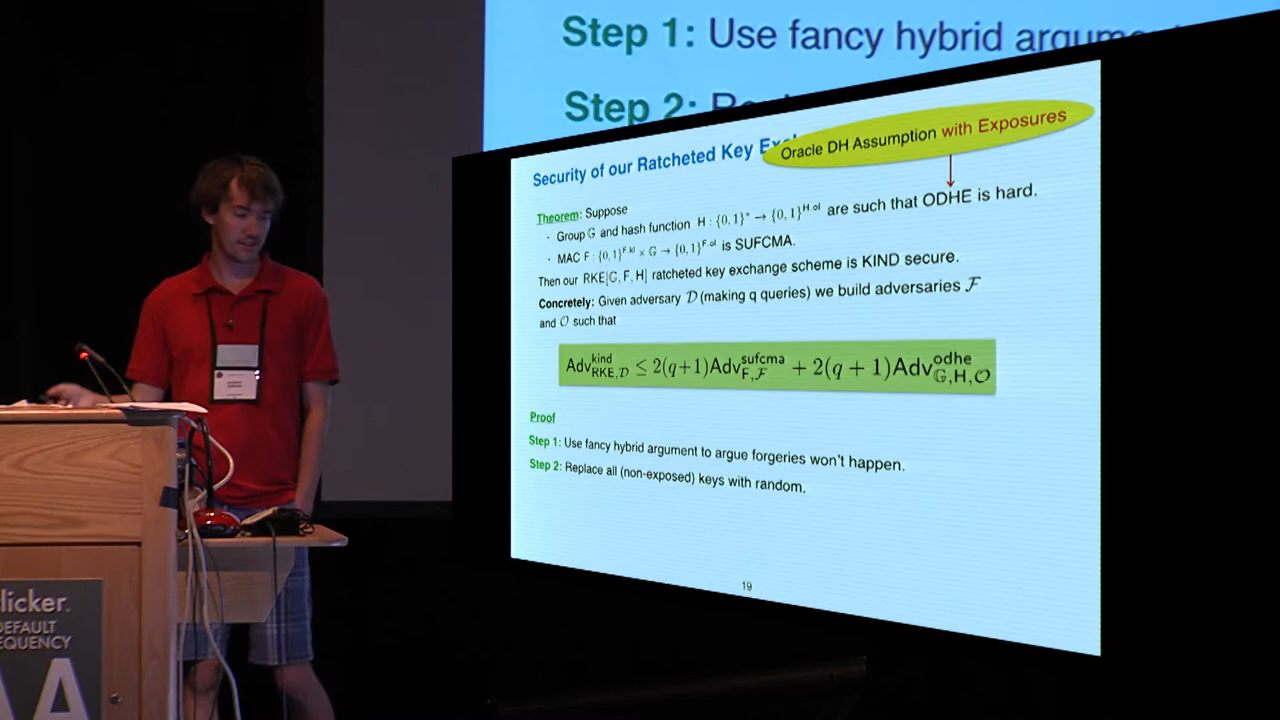 Step 1: Use fancy hybrid
Step 2:
Security of our Ratcheted Key
Oracle DH Assumption with Exposures
Theorem: Suppose
· Group 𝔾 and hash function H : {0,1}* → {0,1}^H.ol are such that ODHE is hard.
· MAC F : {0,1}^F.kl × 𝔾 → {0,1}^F.ol is SUFCMA.
Then our RKE[𝔾, F, H] ratcheted key exchange scheme is KIND secure.
Concretely: Given adversary 𝒟 (making q queries) we build adversaries ℱ
and 𝒪 such that
Adv^kind_RKE,𝒟 ≤ 2(q+1)Adv^sufcma_F,ℱ + 2(q + 1)Adv^odhe_𝔾,H,𝒪
Proof
Step 1: Use fancy hybrid argument to argue forgeries won't happen.
Step 2: Replace all (non-exposed) keys with random.
19
licker.
DEFAULT
EQUENCY
AA